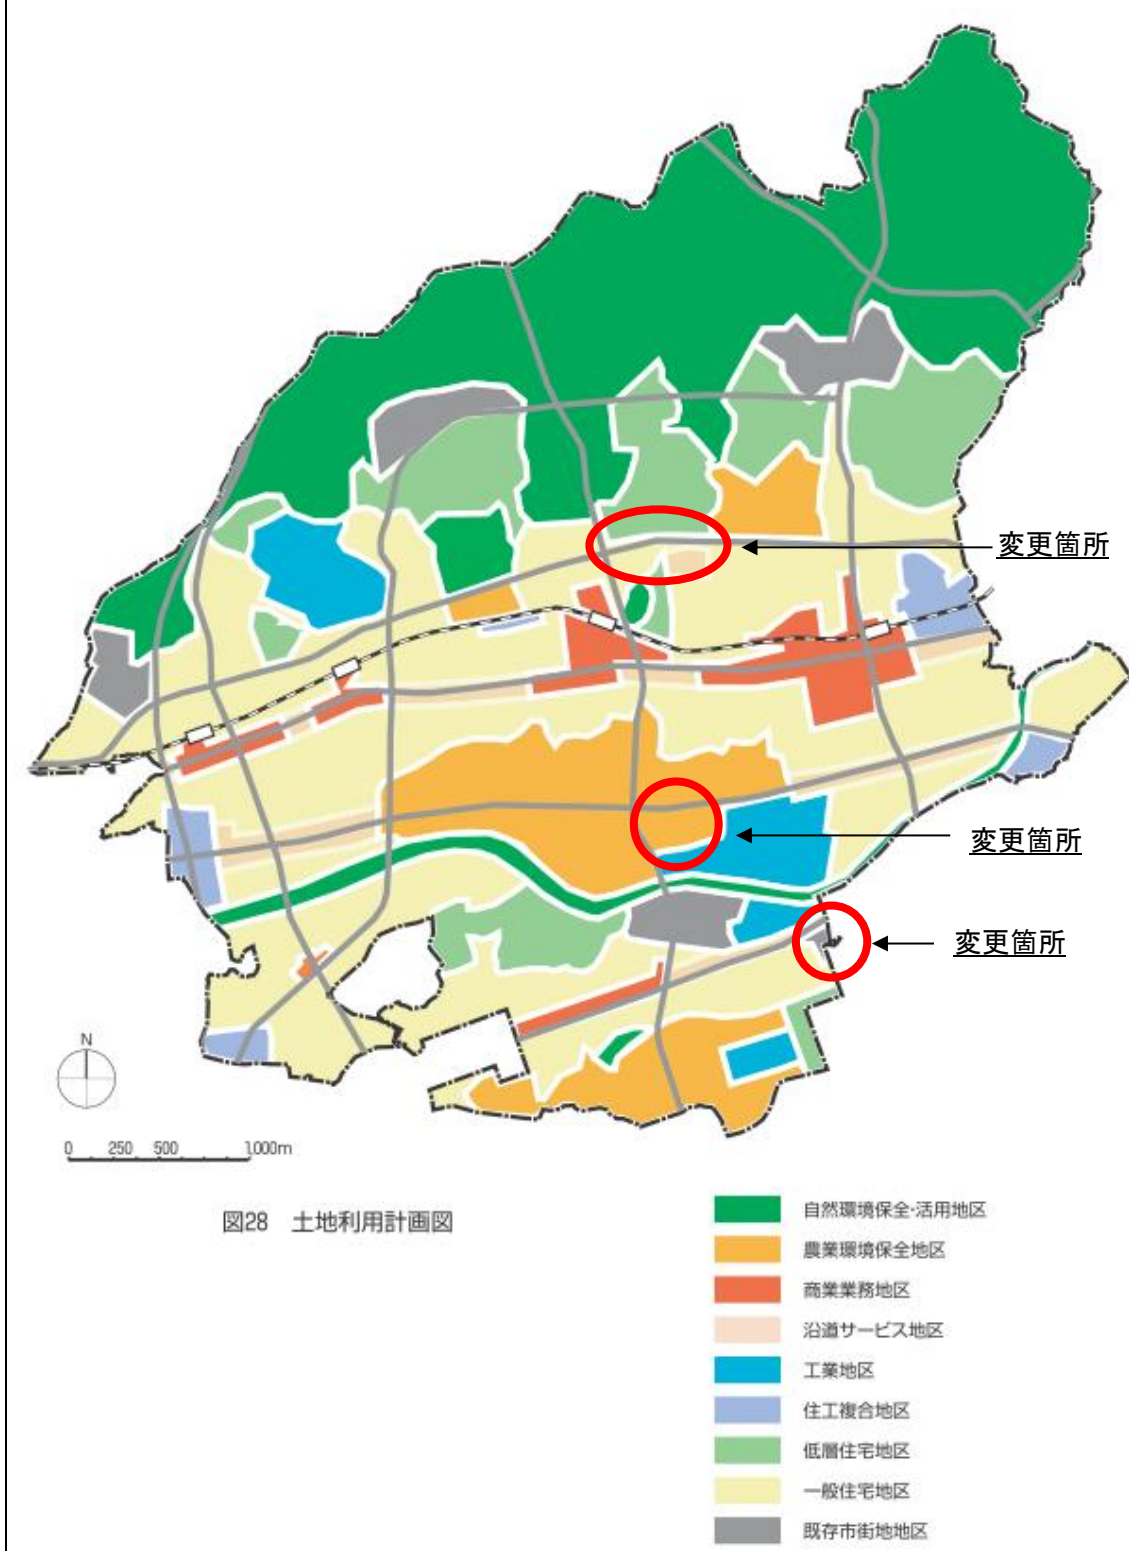 変更箇所
変更箇所
変更箇所
N
0 250 500 1,000m
図28 土地利用計画図
自然環境保全・活用地区
農業環境保全地区
商業業務地区
沿道サービス地区
工業地区
住工複合地区
低層住宅地区
一般住宅地区
既存市街地地区